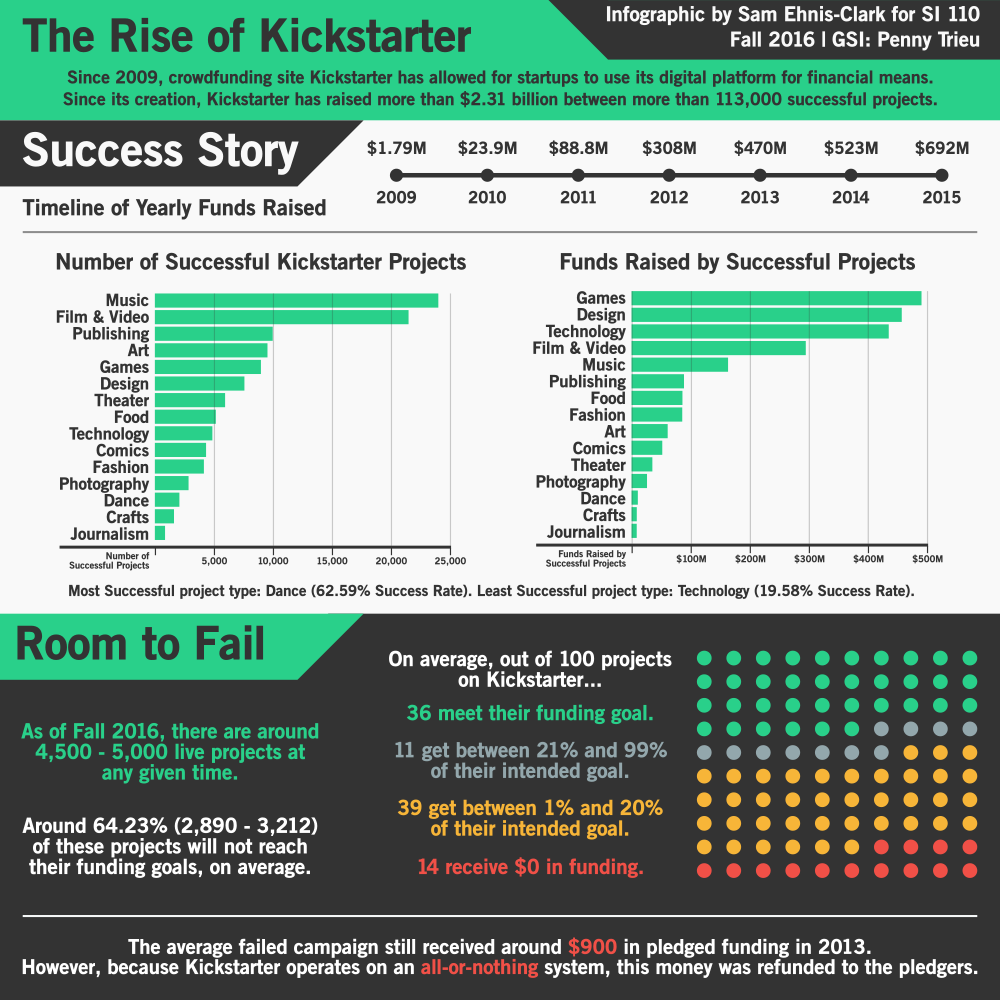 The Rise of Kickstarter
Infographic by Sam Ehnis-Clark for SI 110
Fall 2016 | GSI: Penny Trieu
Since 2009, crowdfunding site Kickstarter has allowed for startups to use its digital platform for financial means.
Since its creation, Kickstarter has raised more than $2.31 billion between more than 113,000 successful projects.
Success Story
Timeline of Yearly Funds Raised
$1.79M $23.9M $88.8M $308M $470M $523M $692M
2009 2010 2011 2012 2013 2014 2015
Number of Successful Kickstarter Projects
Music
Film & Video
Publishing
Art
Games
Design
Theater
Food
Technology
Comics
Fashion
Photography
Dance
Crafts
Journalism
Number of
Successful Projects
5,000 10,000 15,000 20,000 25,000
Funds Raised by Successful Projects
Games
Design
Technology
Film & Video
Music
Publishing
Food
Fashion
Art
Comics
Theater
Photography
Dance
Crafts
Journalism
Funds Raised by
Successful Projects
$100M $200M $300M $400M $500M
Most Successful project type: Dance (62.59% Success Rate). Least Successful project type: Technology (19.58% Success Rate).
Room to Fail
As of Fall 2016, there are around
4,500 - 5,000 live projects at
any given time.
Around 64.23% (2,890 - 3,212)
of these projects will not reach
their funding goals, on average.
On average, out of 100 projects
on Kickstarter...
36 meet their funding goal.
11 get between 21% and 99%
of their intended goal.
39 get between 1% and 20%
of their intended goal.
14 receive $0 in funding.
The average failed campaign still received around $900 in pledged funding in 2013.
However, because Kickstarter operates on an all-or-nothing system, this money was refunded to the pledgers.